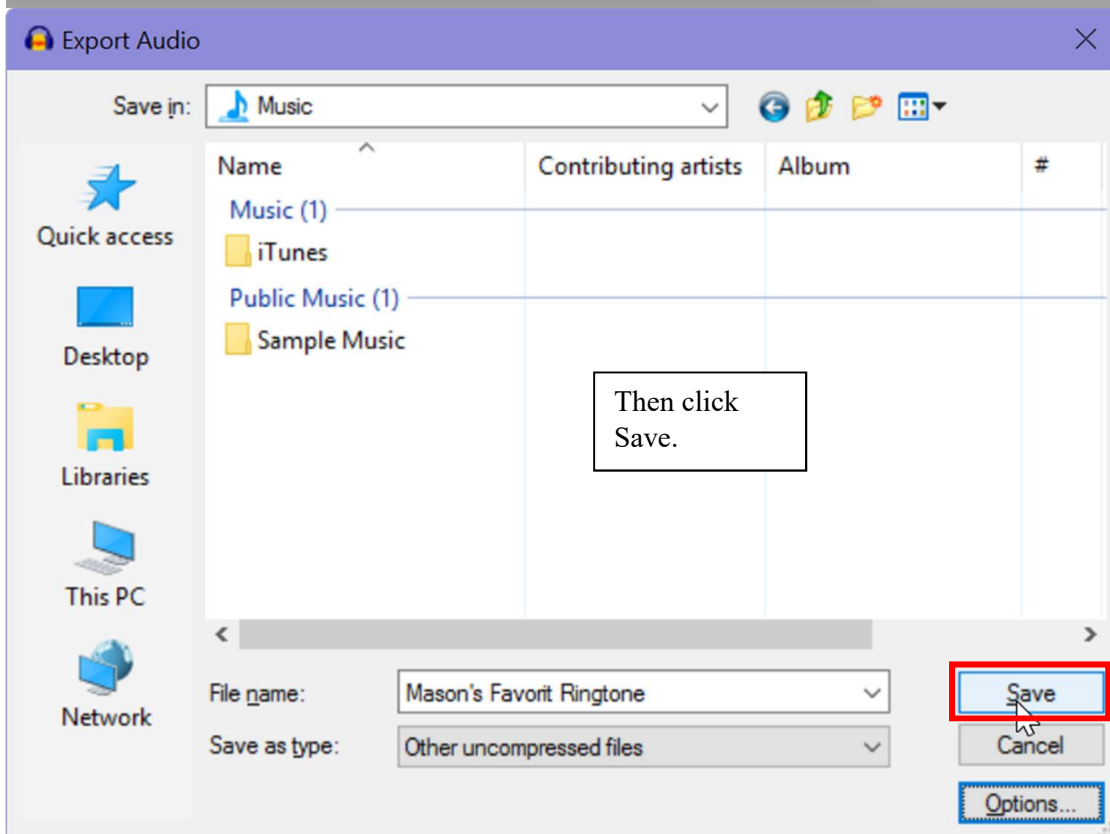 Export Audio
Save in:
Music
Name
Contributing artists
Album
#
Music (1)
iTunes
Public Music (1)
Sample Music
Quick access
Desktop
Libraries
This PC
Network
Then click
Save.
File name:
Mason's Favorit Ringtone
Save
Save as type:
Other uncompressed files
Cancel
Options...